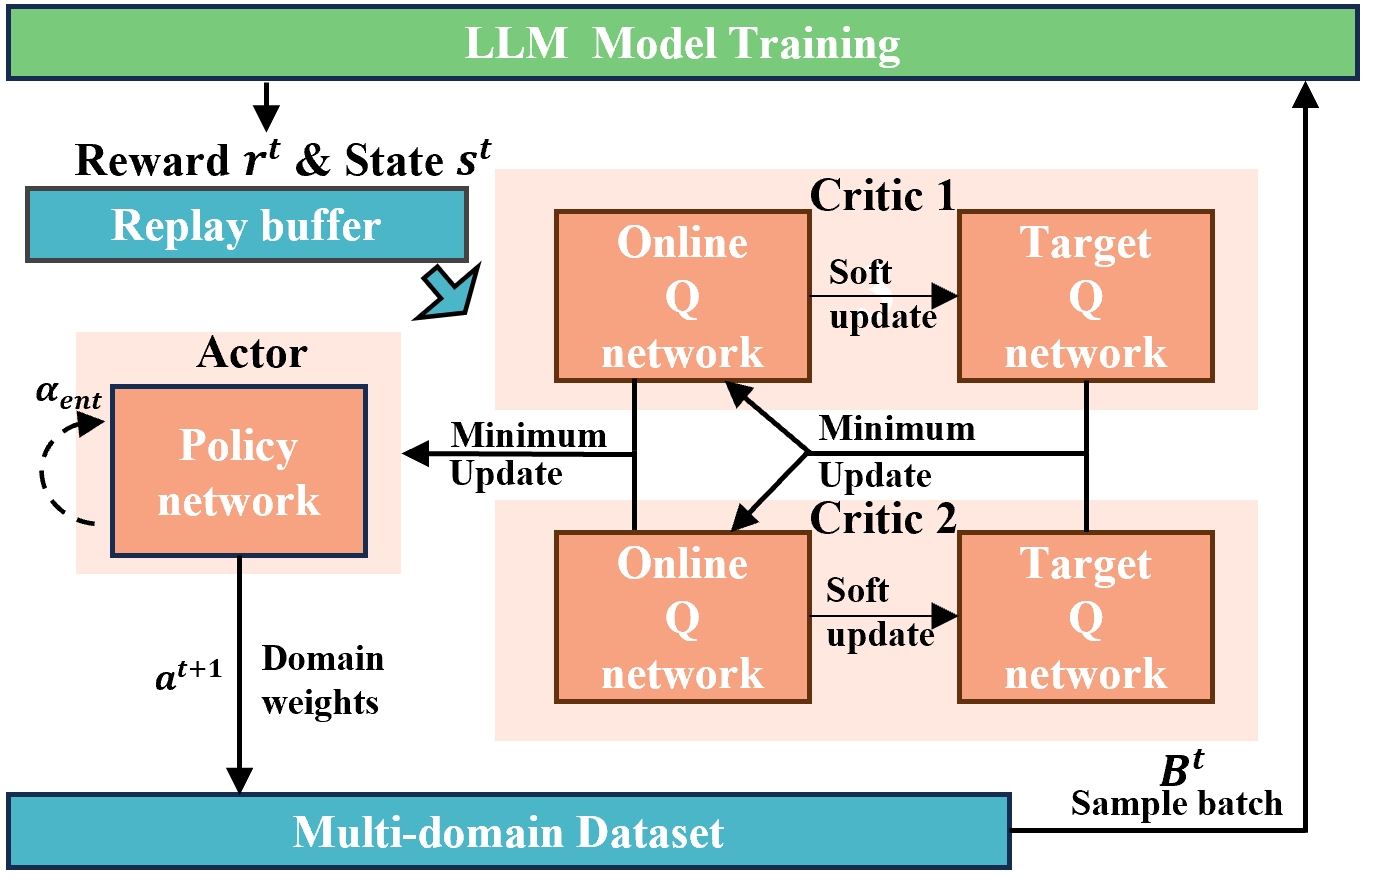 LLM Model Training
Reward r^t & State s^t
Replay buffer
Critic 1
Online
Q
network
Soft
update
Target
Q
network
Actor
α_ent
Policy
network
Minimum
Update
Minimum
Update
Critic 2
Online
Q
network
Soft
update
Target
Q
network
a^{t+1}
Domain
weights
B^t
Sample batch
Multi-domain Dataset